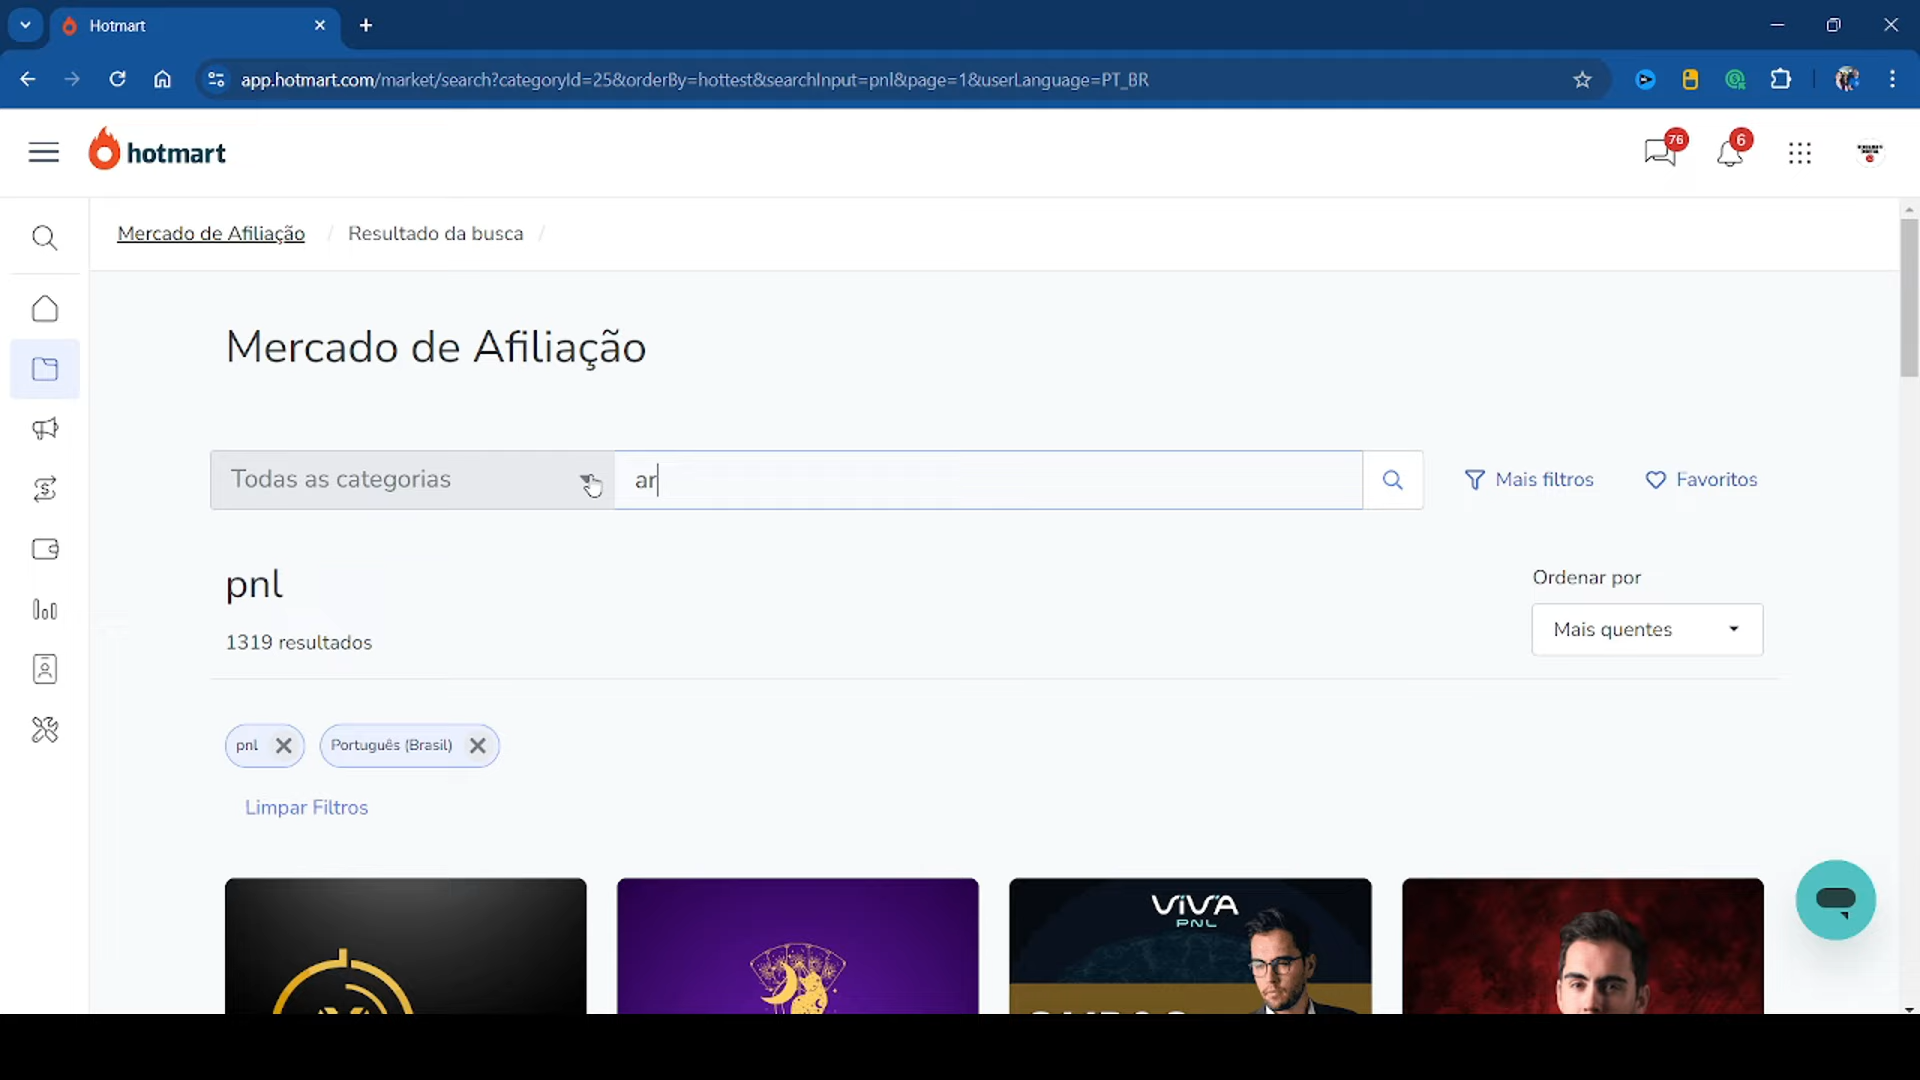 Hotmart
app.hotmart.com/market/search?categoryId=25&orderBy=hottest&searchInput=pnl&page=1&userLanguage=PT_BR
hotmart
76
6
Mercado de Afiliação / Resultado da busca /
Mercado de Afiliação
Todas as categorias
ar
Mais filtros
Favoritos
pnl
1319 resultados
Ordenar por
Mais quentes
pnl
Português (Brasil)
Limpar Filtros
VIVA
PNL